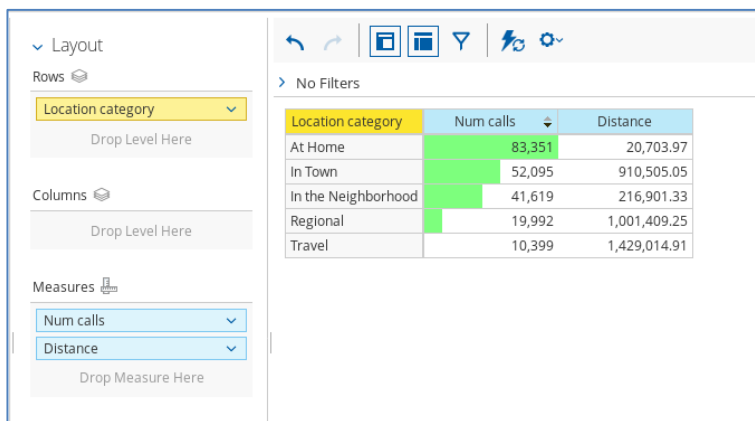 Layout
Rows
Location category
Drop Level Here
Columns
Drop Level Here
Measures
Num calls
Distance
Drop Measure Here
No Filters
Location category Num calls Distance
At Home 83,351 20,703.97
In Town 52,095 910,505.05
In the Neighborhood 41,619 216,901.33
Regional 19,992 1,001,409.25
Travel 10,399 1,429,014.91